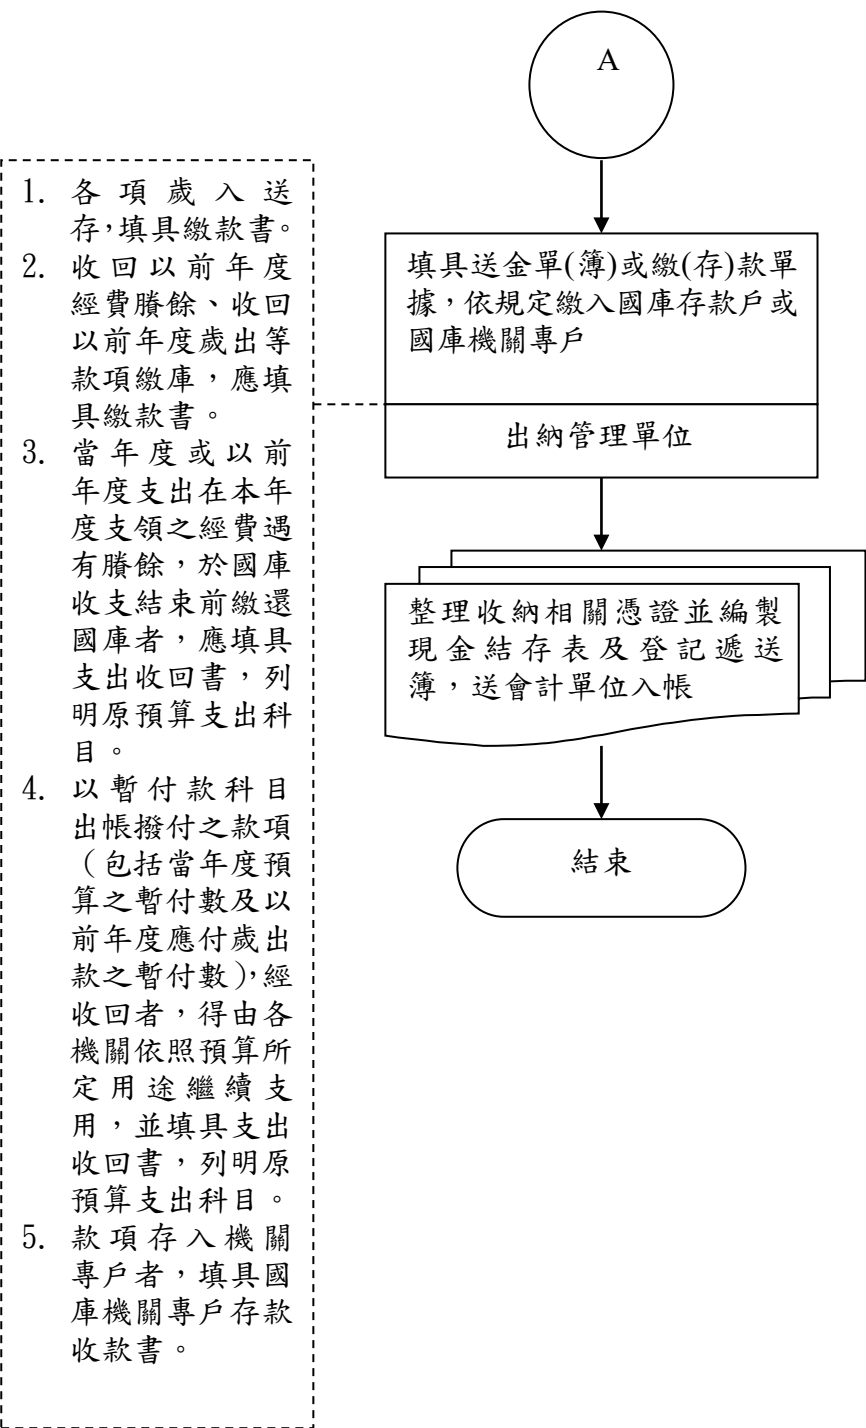 A
1. 各項歲入送
存,填具繳款書。
2. 收回以前年度
經費賸餘、收回
以前年度歲出等
款項繳庫,應填
具繳款書。
3. 當年度或以前
年度支出在本年
度支領之經費遇
有賸餘,於國庫
收支結束前繳還
國庫者,應填具
支出收回書,列
明原預算支出科
目。
4. 以暫付款科目
出帳撥付之款項
(包括當年度預
算之暫付數及以
前年度應付歲出
款之暫付數),經
收回者,得由各
機關依照預算所
定用途繼續支
用,並填具支出
收回書,列明原
預算支出科目。
5. 款項存入機關
專戶者,填具國
庫機關專戶存款
收款書。
填具送金單(簿)或繳(存)款單
據,依規定繳入國庫存款戶或
國庫機關專戶
出納管理單位
整理收納相關憑證並編製
現金結存表及登記遞送
簿,送會計單位入帳
結束